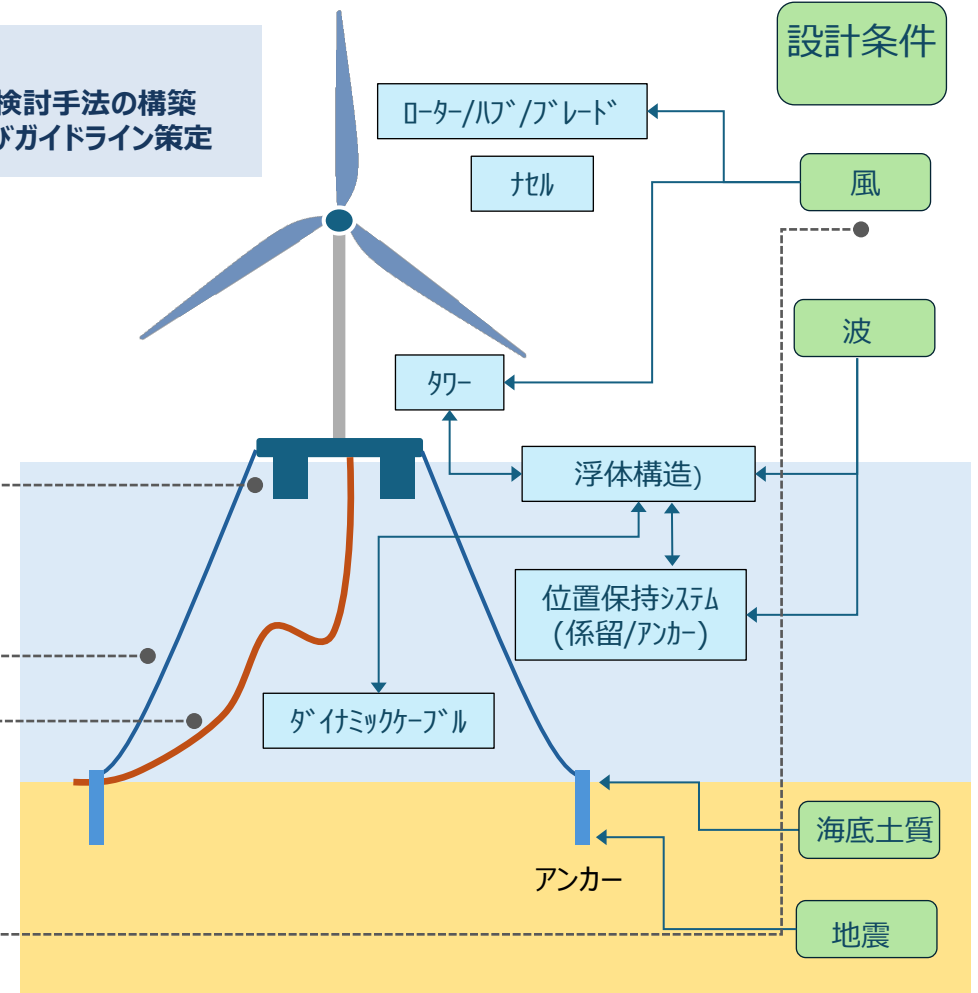 設計条件
検討手法の構築
びガイドライン策定
ﾛｰﾀｰ/ﾊﾌﾞ/ﾌﾞﾚｰﾄﾞ
ﾅｾﾙ
風
波
ﾀﾜｰ
浮体構造)
位置保持ｼｽﾃﾑ
(係留/ｱﾝｶｰ)
ﾀﾞｲﾅﾐｯｸｹｰﾌﾞﾙ
海底土質
アンカー
地震